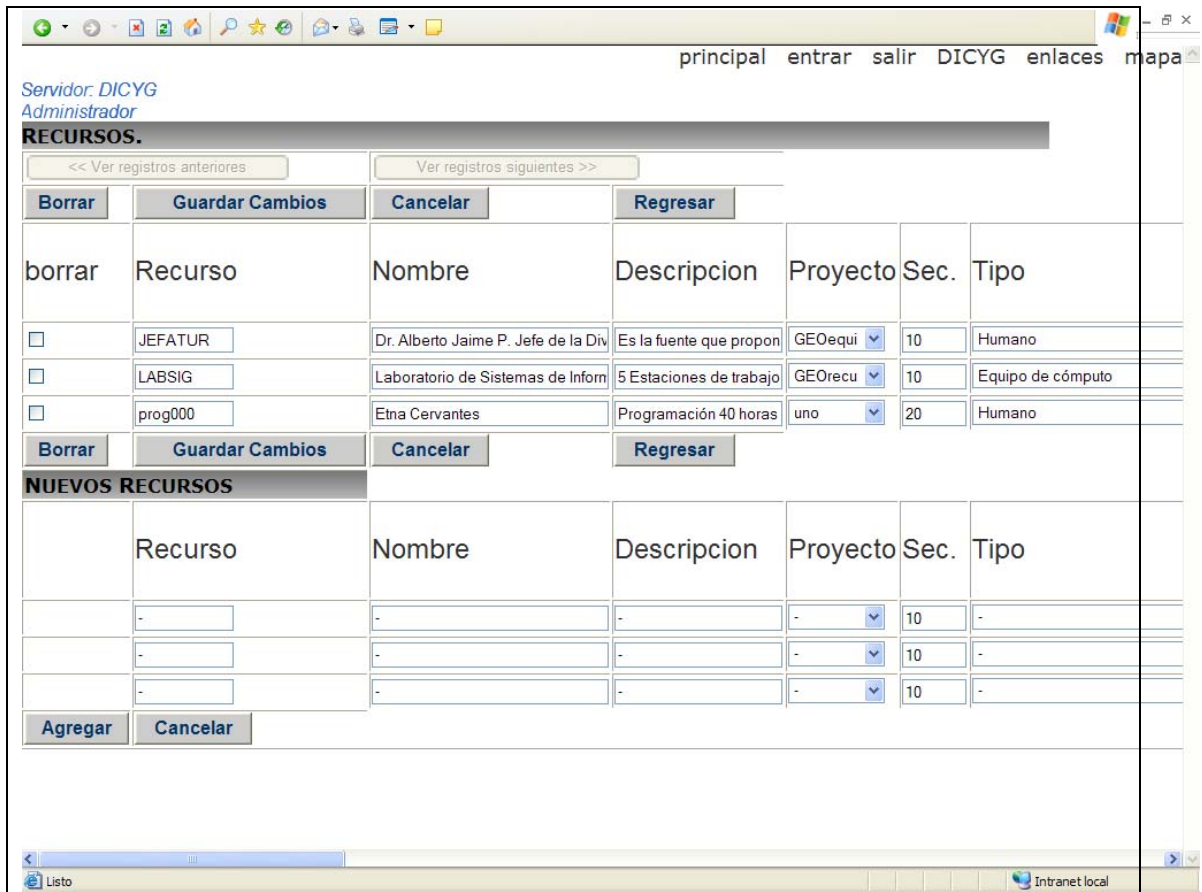 principal entrar salir DICYG enlaces mapa
Servidor: DICYG
Administrador
RECURSOS.
<< Ver registros anteriores Ver registros siguientes >>
Borrar Guardar Cambios Cancelar Regresar
borrar Recurso Nombre Descripcion Proyecto Sec. Tipo
JEFATUR Dr. Alberto Jaime P. Jefe de la Div Es la fuente que propon GEOequi 10 Humano
LABSIG Laboratorio de Sistemas de Inform 5 Estaciones de trabajo GEOrecu 10 Equipo de cómputo
prog000 Etna Cervantes Programación 40 horas uno 20 Humano
Borrar Guardar Cambios Cancelar Regresar
NUEVOS RECURSOS
Recurso Nombre Descripcion Proyecto Sec. Tipo
- - - - 10 -
- - - - 10 -
- - - - 10 -
Agregar Cancelar
Listo Intranet local